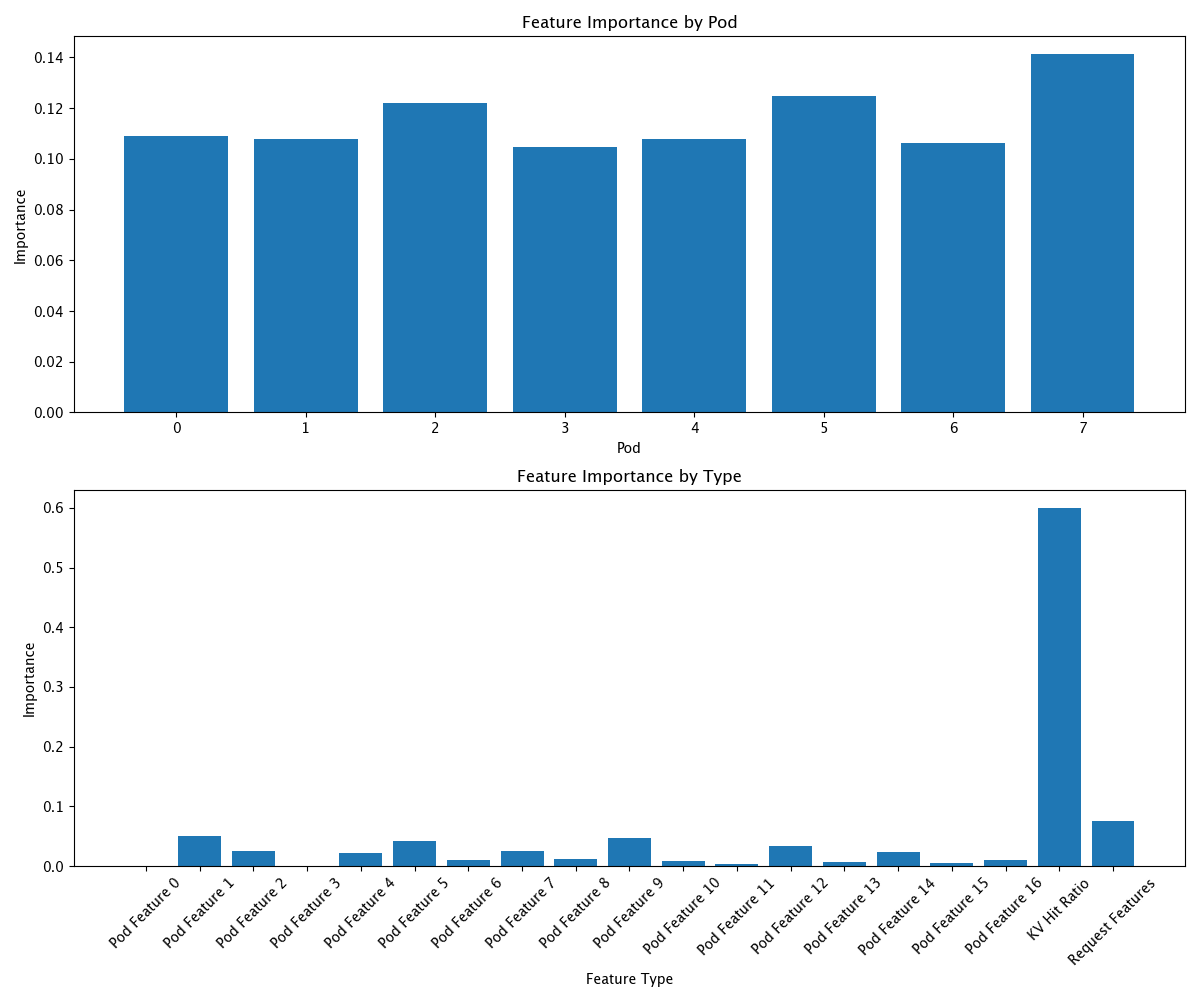 Feature Importance by Pod
0.14
0.12
0.10
0.08
0.06
0.04
0.02
0.00
Importance
0 1 2 3 4 5 6 7
Pod
Feature Importance by Type
0.6
0.5
0.4
0.3
0.2
0.1
0.0
Importance
Pod Feature 0
Pod Feature 1
Pod Feature 2
Pod Feature 3
Pod Feature 4
Pod Feature 5
Pod Feature 6
Pod Feature 7
Pod Feature 8
Pod Feature 9
Pod Feature 10
Pod Feature 11
Pod Feature 12
Pod Feature 13
Pod Feature 14
Pod Feature 15
Pod Feature 16
KV Hit Ratio
Request Features
Feature Type